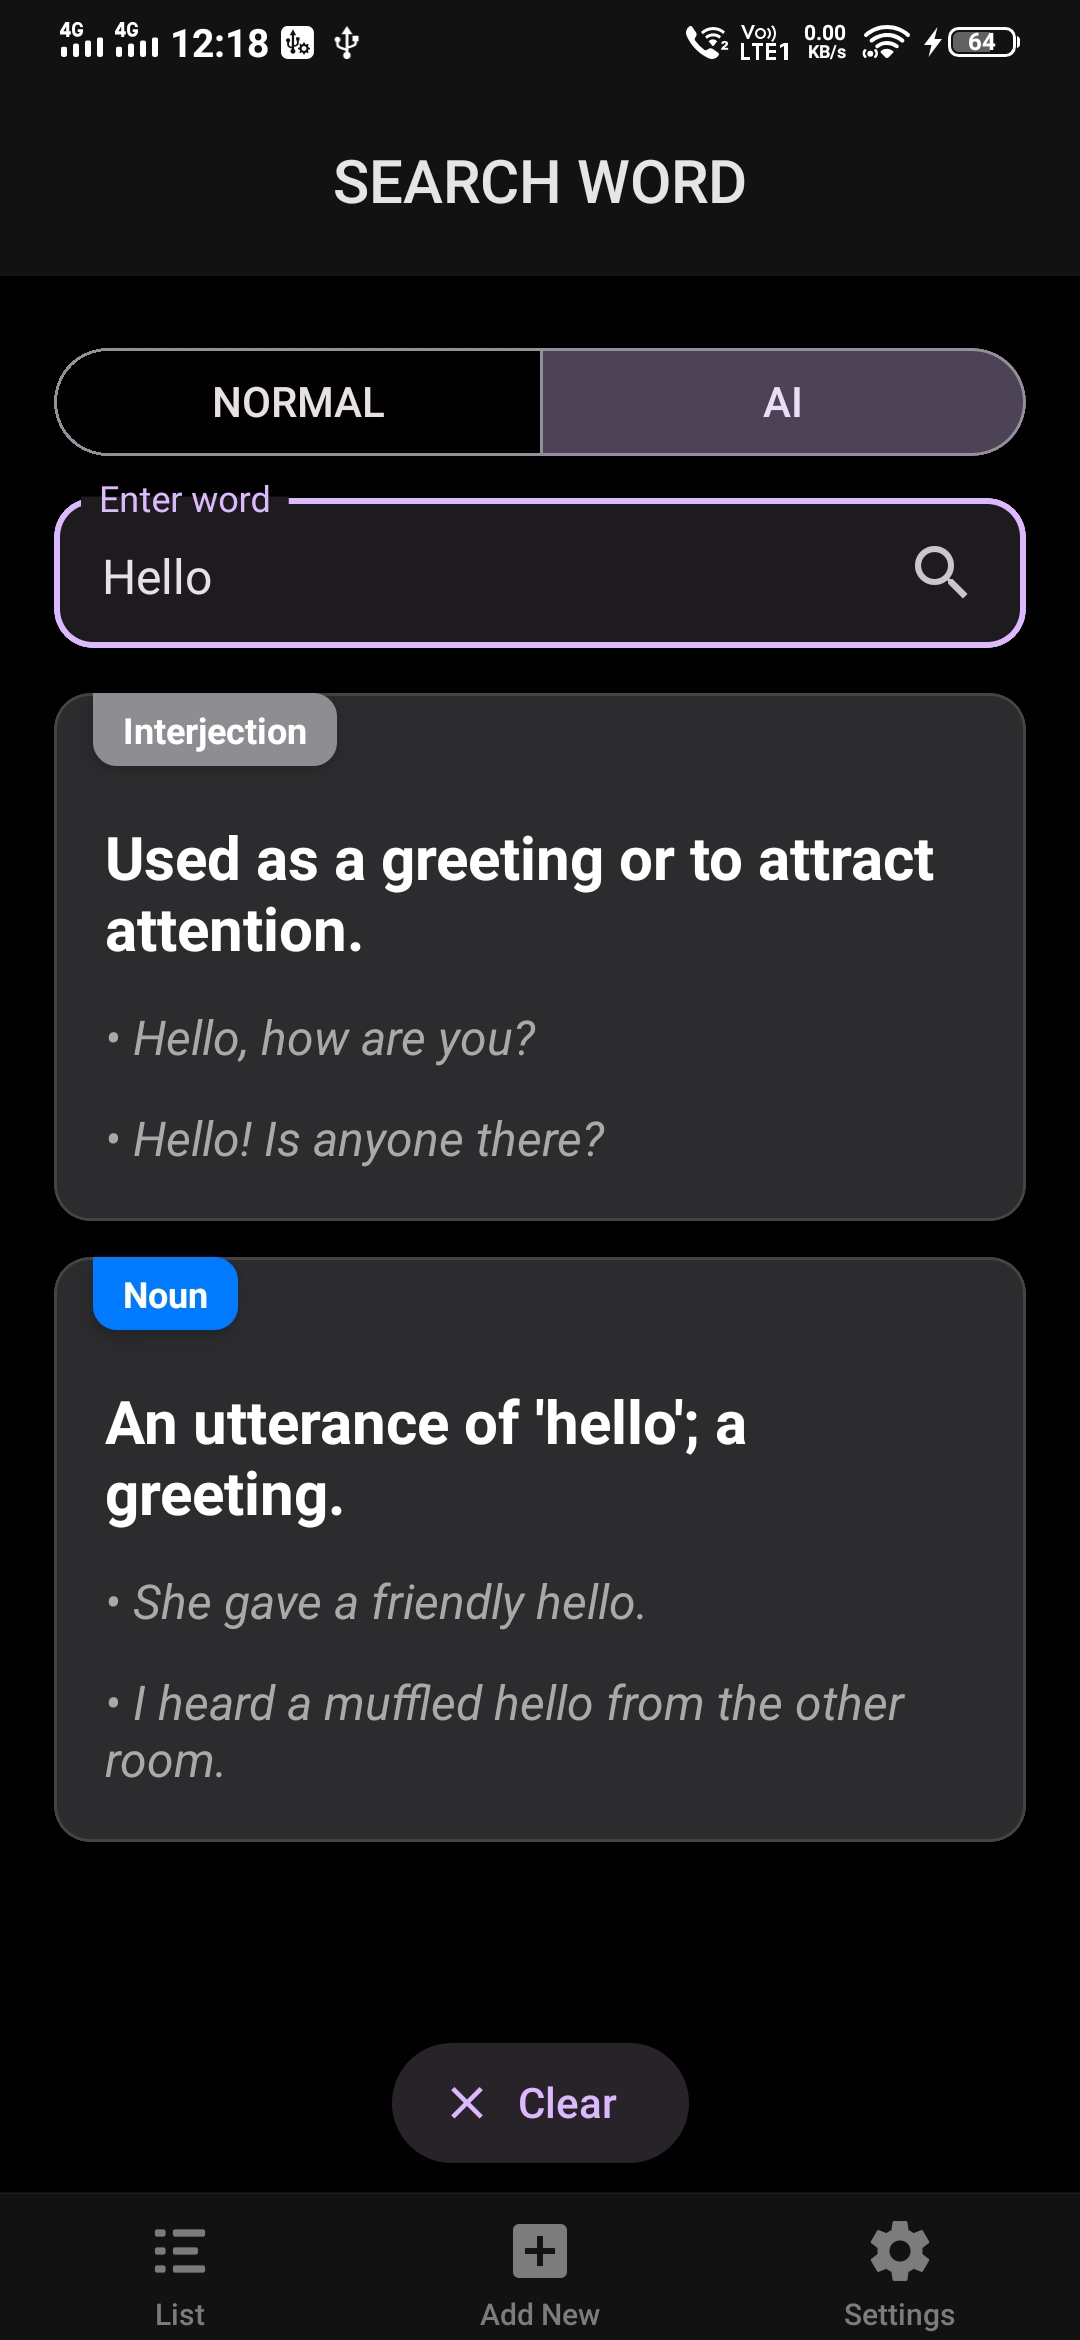 4G 4G 12:18 2 Vo)) LTE1 0.00 KB/s 64
SEARCH WORD
NORMAL AI
Enter word
Hello
Interjection
Used as a greeting or to attract
attention.
• Hello, how are you?
• Hello! Is anyone there?
Noun
An utterance of 'hello'; a
greeting.
• She gave a friendly hello.
• I heard a muffled hello from the other
room.
Clear
List Add New Settings